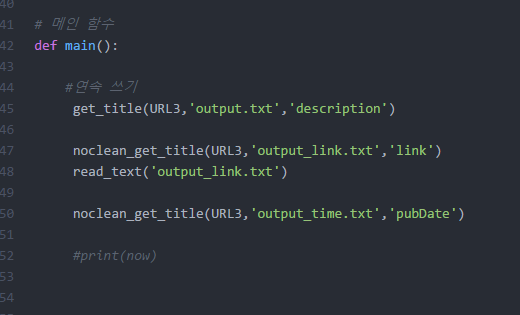 40
41 # 메인 함수
42 def main():
43
44 #연속 쓰기
45 get_title(URL3,'output.txt','description')
46
47 noclean_get_title(URL3,'output_link.txt','link')
48 read_text('output_link.txt')
49
50 noclean_get_title(URL3,'output_time.txt','pubDate')
51
52 #print(now)
53
54